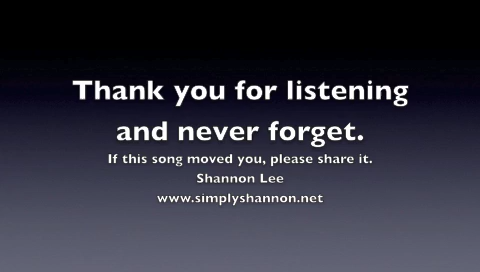 Thank you for listening
and never forget.
If this song moved you, please share it.
Shannon Lee
www.simplyshannon.net